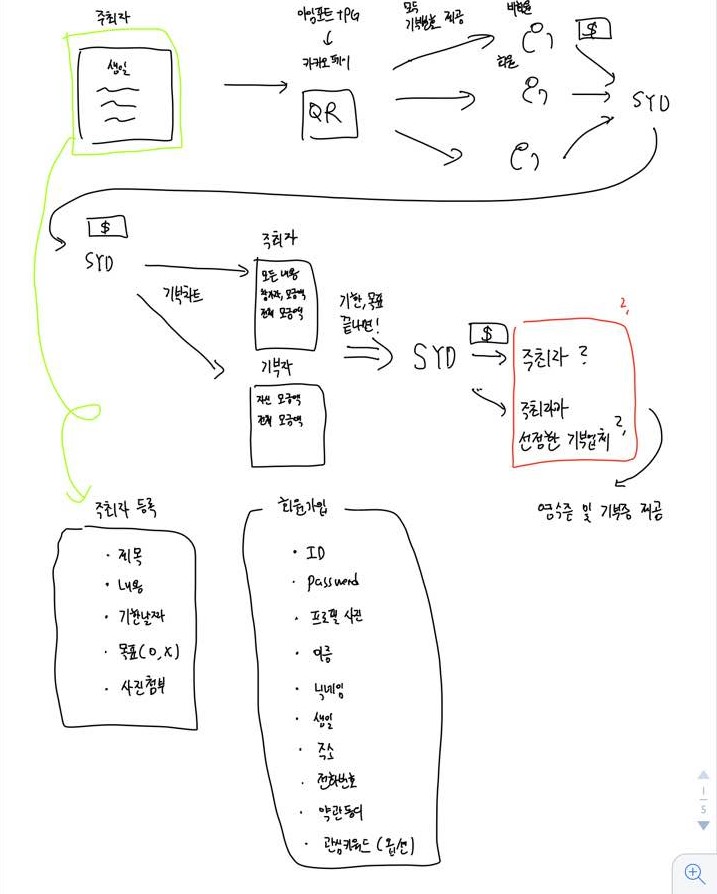 주최자
생일
아임포트 + PG
카카오페이
QR
모두
기부번호 제공
비회원
$
회원
SYD
$
SYD
기부차트
주최자
모든 내용
참가자, 모금액
전체 모금액
기부자
자신 모금액
전체 모금액
기한, 목표
끝나면!
SYD
$
?
주최자 ?
주최자가
선정한 기부업체 ?
영수증 및 기부증 제공
주최자 등록
· 제목
· 내용
· 기한날짜
· 목표(O, X)
· 사진첨부
회원가입
· ID
· Password
· 프로필 사진
· 이름
· 닉네임
· 생일
· 주소
· 전화번호
· 약관동의
· 관심키워드 (옵션)
1
5